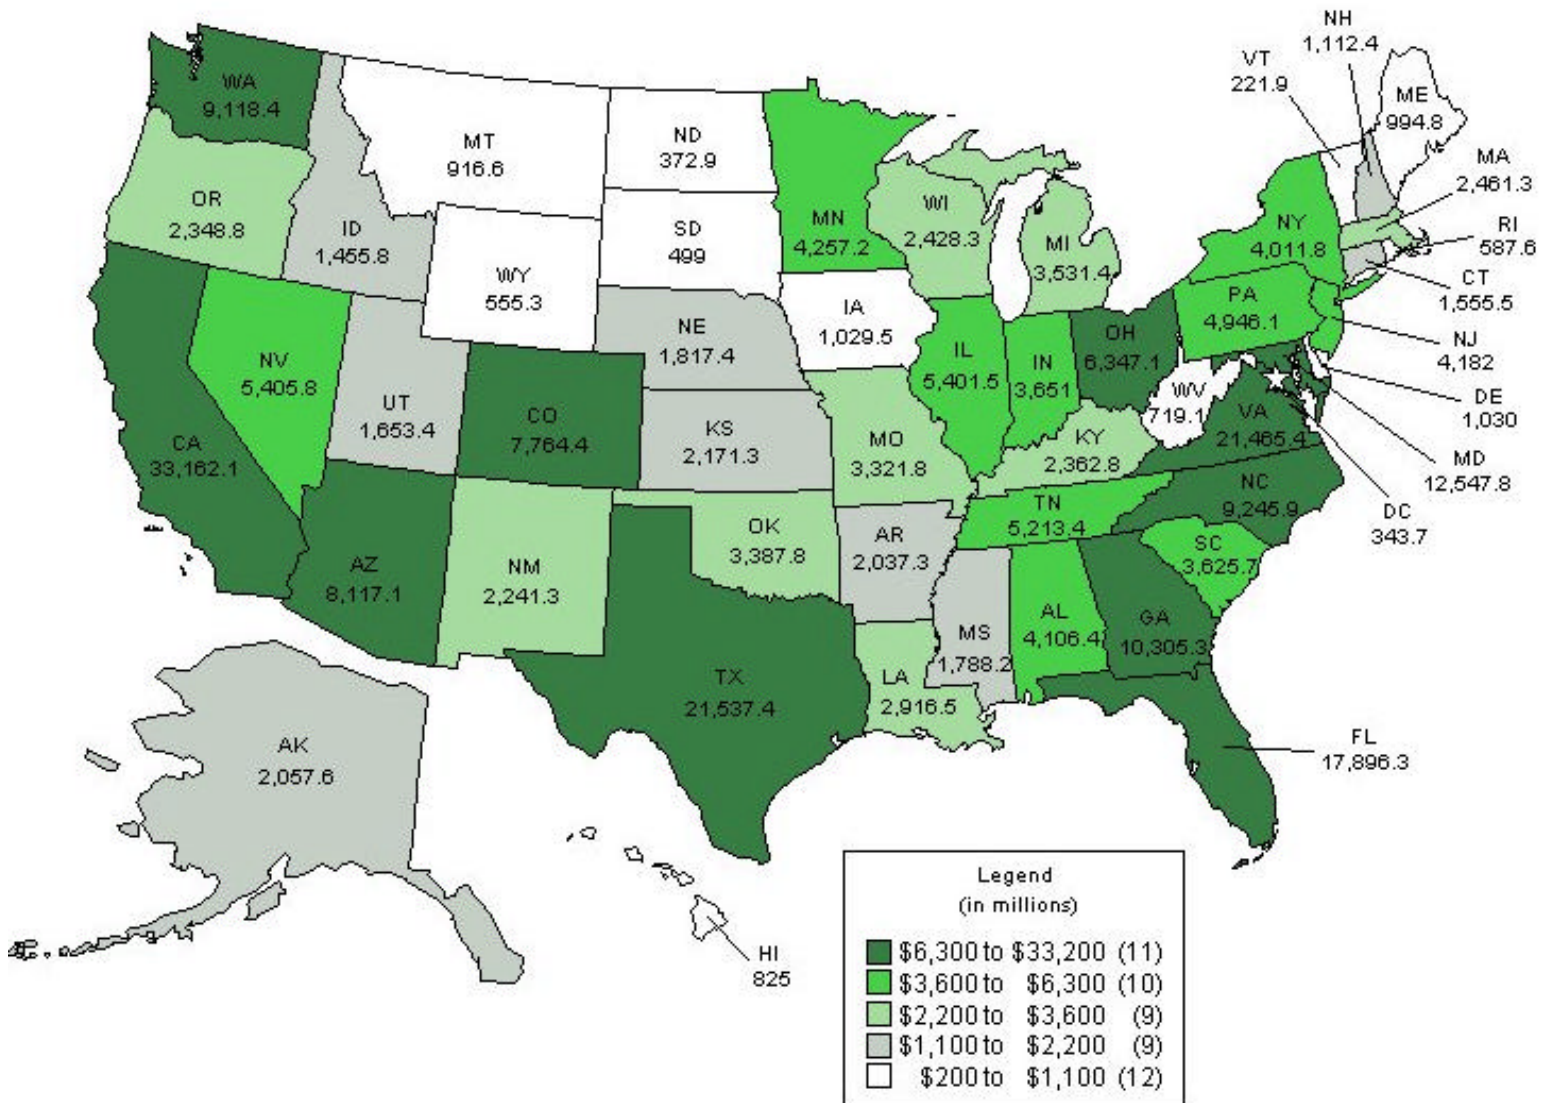 NH
1,112.4
VT
221.9
ME
994.8
WA
9,118.4
MT
916.6
ND
372.9
MA
2,461.3
OR
2,348.8
ID
1,455.8
SD
499
MN
4,257.2
WI
2,428.3
MI
3,531.4
NY
4,011.8
RI
587.6
WY
555.3
CT
1,555.5
IA
1,029.5
PA
4,946.1
NE
1,817.4
OH
6,347.1
NJ
4,182
NV
5,405.8
IL
5,401.5
IN
3,651
UT
1,653.4
CO
7,764.4
KS
2,171.3
WV
719.1
DE
1,030
CA
33,162.1
MO
3,321.8
KY
2,362.8
VA
21,465.4
MD
12,547.8
NC
9,245.9
DC
343.7
TN
5,213.4
OK
3,387.8
AR
2,037.3
SC
3,625.7
AZ
8,117.1
NM
2,241.3
MS
1,788.2
AL
4,106.4
GA
10,305.3
TX
21,537.4
LA
2,916.5
FL
17,896.3
AK
2,057.6
HI
825
Legend
(in millions)
$6,300 to $33,200 (11)
$3,600 to $6,300 (10)
$2,200 to $3,600 (9)
$1,100 to $2,200 (9)
$200 to $1,100 (12)